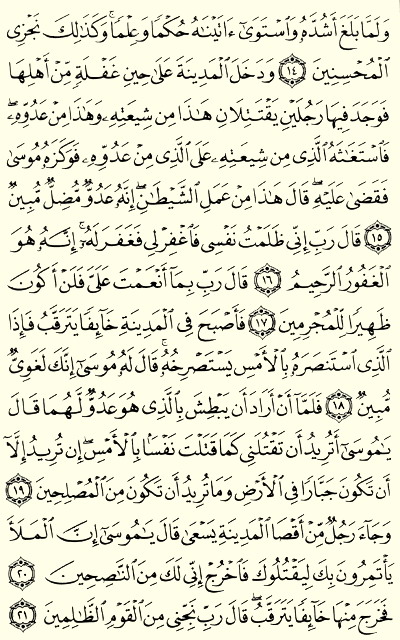 وَلَمَّا بَلَغَ أَشُدَّهُۥ وَٱسْتَوَىٰٓ ءَاتَيْنَٰهُ حُكْمًا وَعِلْمًا ۚ وَكَذَٰلِكَ نَجْزِى
ٱلْمُحْسِنِينَ ١٤ وَدَخَلَ ٱلْمَدِينَةَ عَلَىٰ حِينِ غَفْلَةٍ مِّنْ أَهْلِهَا
فَوَجَدَ فِيهَا رَجُلَيْنِ يَقْتَتِلَانِ هَٰذَا مِن شِيعَتِهِۦ وَهَٰذَا مِنْ عَدُوِّهِۦ ۖ
فَٱسْتَغَٰثَهُ ٱلَّذِى مِن شِيعَتِهِۦ عَلَى ٱلَّذِى مِنْ عَدُوِّهِۦ فَوَكَزَهُۥ مُوسَىٰ
فَقَضَىٰ عَلَيْهِ ۖ قَالَ هَٰذَا مِنْ عَمَلِ ٱلشَّيْطَٰنِ ۖ إِنَّهُۥ عَدُوٌّ مُّضِلٌّ مُّبِينٌ
١٥ قَالَ رَبِّ إِنِّى ظَلَمْتُ نَفْسِى فَٱغْفِرْ لِى فَغَفَرَ لَهُۥٓ ۚ إِنَّهُۥ هُوَ
ٱلْغَفُورُ ٱلرَّحِيمُ ١٦ قَالَ رَبِّ بِمَآ أَنْعَمْتَ عَلَىَّ فَلَنْ أَكُونَ
ظَهِيرًا لِّلْمُجْرِمِينَ ١٧ فَأَصْبَحَ فِى ٱلْمَدِينَةِ خَآئِفًا يَتَرَقَّبُ فَإِذَا
ٱلَّذِى ٱسْتَنصَرَهُۥ بِٱلْأَمْسِ يَسْتَصْرِخُهُۥ ۚ قَالَ لَهُۥ مُوسَىٰٓ إِنَّكَ لَغَوِىٌّ
مُّبِينٌ ١٨ فَلَمَّآ أَنْ أَرَادَ أَن يَبْطِشَ بِٱلَّذِى هُوَ عَدُوٌّ لَّهُمَا قَالَ
يَٰمُوسَىٰٓ أَتُرِيدُ أَن تَقْتُلَنِى كَمَا قَتَلْتَ نَفْسًۢا بِٱلْأَمْسِ ۖ إِن تُرِيدُ إِلَّآ
أَن تَكُونَ جَبَّارًا فِى ٱلْأَرْضِ وَمَا تُرِيدُ أَن تَكُونَ مِنَ ٱلْمُصْلِحِينَ ١٩
وَجَآءَ رَجُلٌ مِّنْ أَقْصَا ٱلْمَدِينَةِ يَسْعَىٰ قَالَ يَٰمُوسَىٰٓ إِنَّ ٱلْمَلَأَ
يَأْتَمِرُونَ بِكَ لِيَقْتُلُوكَ فَٱخْرُجْ إِنِّى لَكَ مِنَ ٱلنَّٰصِحِينَ ٢٠
فَخَرَجَ مِنْهَا خَآئِفًا يَتَرَقَّبُ ۖ قَالَ رَبِّ نَجِّنِى مِنَ ٱلْقَوْمِ ٱلظَّٰلِمِينَ ٢١